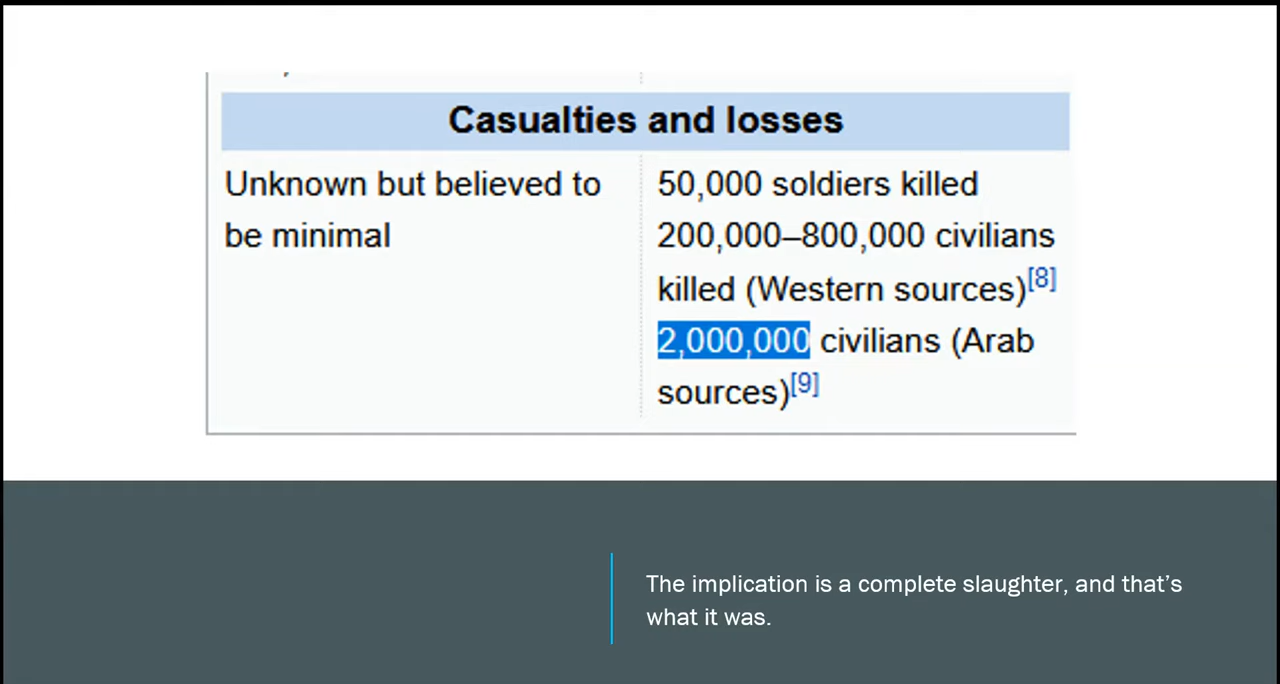 Casualties and losses
Unknown but believed to
be minimal
50,000 soldiers killed
200,000–800,000 civilians
killed (Western sources)[8]
2,000,000 civilians (Arab
sources)[9]
The implication is a complete slaughter, and that’s
what it was.